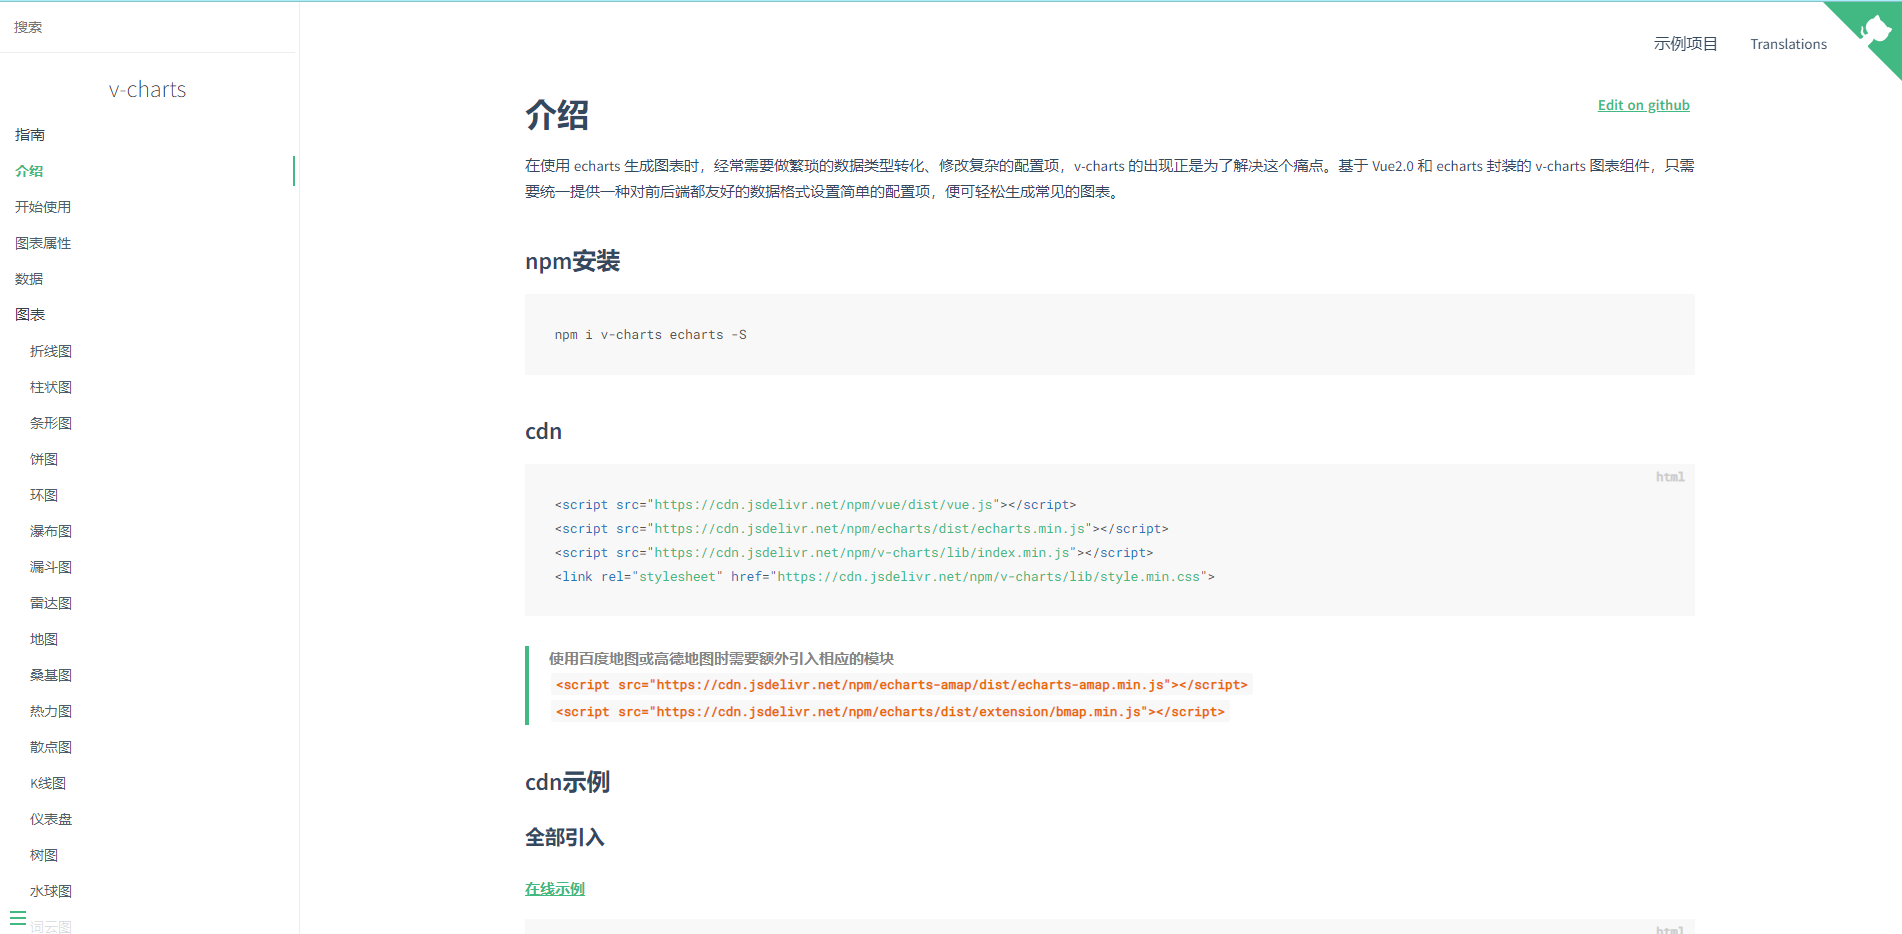 搜索
v-charts
指南
介绍
开始使用
图表属性
数据
图表
折线图
柱状图
条形图
饼图
环图
瀑布图
漏斗图
雷达图
地图
桑基图
热力图
散点图
K线图
仪表盘
树图
水球图
词云图
示例项目 Translations
Edit on github
介绍
在使用 echarts 生成图表时，经常需要做繁琐的数据类型转化、修改复杂的配置项，v-charts 的出现正是为了解决这个痛点。基于 Vue2.0 和 echarts 封装的 v-charts 图表组件，只需
要统一提供一种对前后端都友好的数据格式设置简单的配置项，便可轻松生成常见的图表。
npm安装
npm i v-charts echarts -S
cdn
html
<script src="https://cdn.jsdelivr.net/npm/vue/dist/vue.js"></script>
<script src="https://cdn.jsdelivr.net/npm/echarts/dist/echarts.min.js"></script>
<script src="https://cdn.jsdelivr.net/npm/v-charts/lib/index.min.js"></script>
<link rel="stylesheet" href="https://cdn.jsdelivr.net/npm/v-charts/lib/style.min.css">
使用百度地图或高德地图时需要额外引入相应的模块
<script src="https://cdn.jsdelivr.net/npm/echarts-amap/dist/echarts-amap.min.js"></script>
<script src="https://cdn.jsdelivr.net/npm/echarts/dist/extension/bmap.min.js"></script>
cdn示例
全部引入
在线示例
html